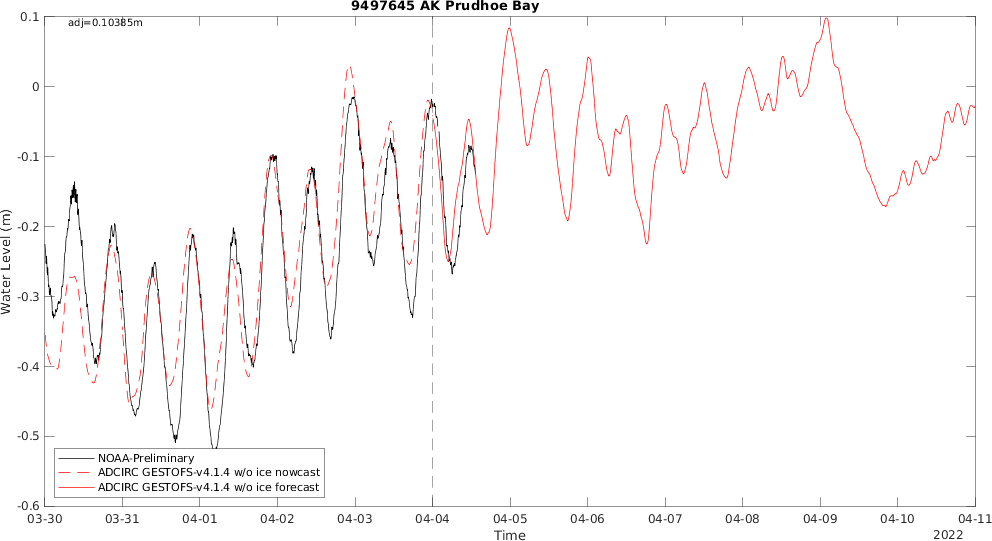 9497645 AK Prudhoe Bay
adj=0.10385m
0.1
0
-0.1
-0.2
-0.3
-0.4
-0.5
-0.6
Water Level (m)
NOAA-Preliminary
ADCIRC GESTOFS-v4.1.4 w/o ice nowcast
ADCIRC GESTOFS-v4.1.4 w/o ice forecast
03-30 03-31 04-01 04-02 04-03 04-04 04-05 04-06 04-07 04-08 04-09 04-10 04-11
Time
2022